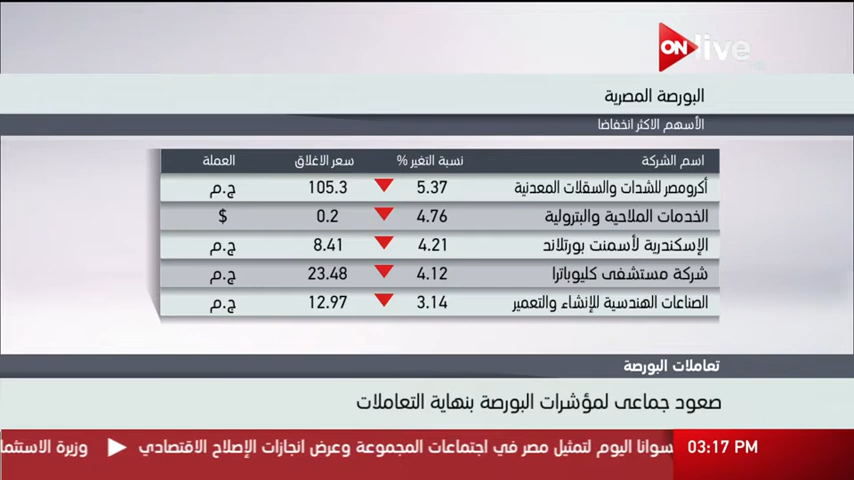 ON live
البورصة المصرية
الأسهم الاكثر انخفاضا
اسم الشركة نسبة التغير % سعر الاغلاق العملة
أكرومصر للشدات والسقلات المعدنية 5.37 105.3 ج.م
الخدمات الملاحية والبترولية 4.76 0.2 $
الإسكندرية لأسمنت بورتلاند 4.21 8.41 ج.م
شركة مستشفى كليوباترا 4.12 23.48 ج.م
الصناعات الهندسية للإنشاء والتعمير 3.14 12.97 ج.م
تعاملات البورصة
صعود جماعى لمؤشرات البورصة بنهاية التعاملات
03:17 PM
اليوم لتمثيل مصر في اجتماعات المجموعة وعرض انجازات الإصلاح الاقتصادي وزيرة